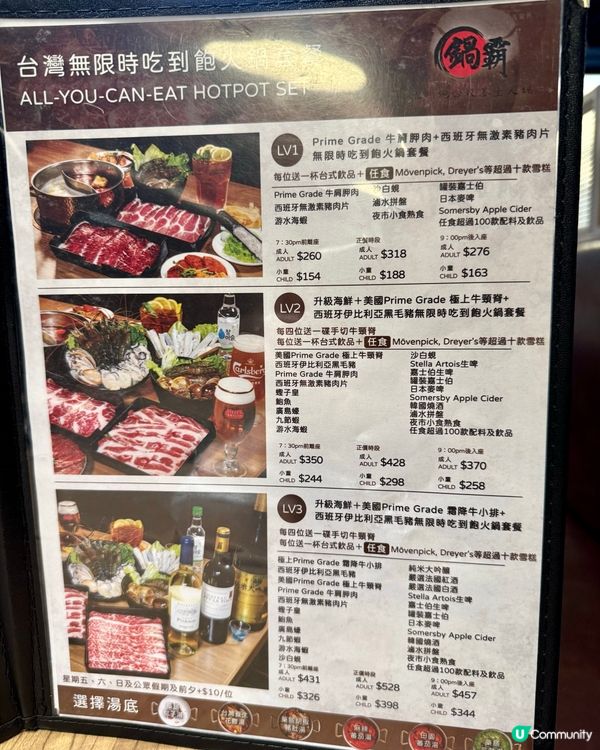 台灣無限時吃到飽火鍋套餐
ALL-YOU-CAN-EAT HOTPOT SET
鍋霸
LV1
Prime Grade 牛肩胛肉+西班牙無激素豬肉片
無限時吃到飽火鍋套餐
每位送一杯台式飲品+任食 Mövenpick, Dreyer's等超過十款雪糕
Prime Grade 牛肩胛肉
西班牙無激素豬肉片
游水海蝦
沙白蜆
滷水拼盤
夜市小食熟食
罐裝嘉士伯
日本麥啤
Somersby Apple Cider
任食超過100款配料及飲品
7:30pm前離座
成人
ADULT $260
小童
CHILD $154
正餐時段
成人
ADULT $318
小童
CHILD $188
9:00pm後入座
成人
ADULT $276
小童
CHILD $163
LV2
升級海鮮+美國Prime Grade 極上牛頸脊+
西班牙伊比利亞黑毛豬無限時吃到飽火鍋套餐
每四位送一碟手切牛頸脊
每位送一杯台式飲品+任食 Mövenpick, Dreyer's等超過十款雪糕
美國Prime Grade 極上牛頸脊
西班牙伊比利亞黑毛豬
Prime Grade 牛肩胛肉
西班牙無激素豬肉片
蟶子皇
鮑魚
廣島蠔
九節蝦
游水海蝦
沙白蜆
Stella Artois生啤
嘉士伯生啤
罐裝嘉士伯
日本麥啤
Somersby Apple Cider
韓國燒酒
滷水拼盤
夜市小食熟食
任食超過100款配料及飲品
7:30pm前離座
成人
ADULT $350
小童
CHILD $244
正價時段
成人
ADULT $428
小童
CHILD $298
9:00pm後入座
成人
ADULT $370
小童
CHILD $258
LV3
升級海鮮+美國Prime Grade 霜降牛小排+
西班牙伊比利亞黑毛豬無限時吃到飽火鍋套餐
每四位送一碟手切牛頸脊
每位送一杯台式飲品+任食 Mövenpick, Dreyer's等超過十款雪糕
極上Prime Grade 霜降牛小排
西班牙伊比利亞黑毛豬
美國Prime Grade 極上牛頸脊
Prime Grade 牛肩胛肉
西班牙無激素豬肉片
蟶子皇
鮑魚
廣島蠔
九節蝦
游水海蝦
沙白蜆
純米大吟釀
嚴選法國紅酒
嚴選法國白酒
Stella Artois生啤
嘉士伯生啤
罐裝嘉士伯
日本麥啤
Somersby Apple Cider
韓國燒酒
滷水拼盤
夜市小食熟食
任食超過100款配料及飲品
7:30pm前離座
成人
ADULT $431
小童
CHILD $326
正價時段
成人
ADULT $528
小童
CHILD $398
9:00pm後入座
成人
ADULT $457
小童
CHILD $344
星期五、六、日及公眾假期及前夕+$10/位
選擇湯底
Carlsberg
U Community